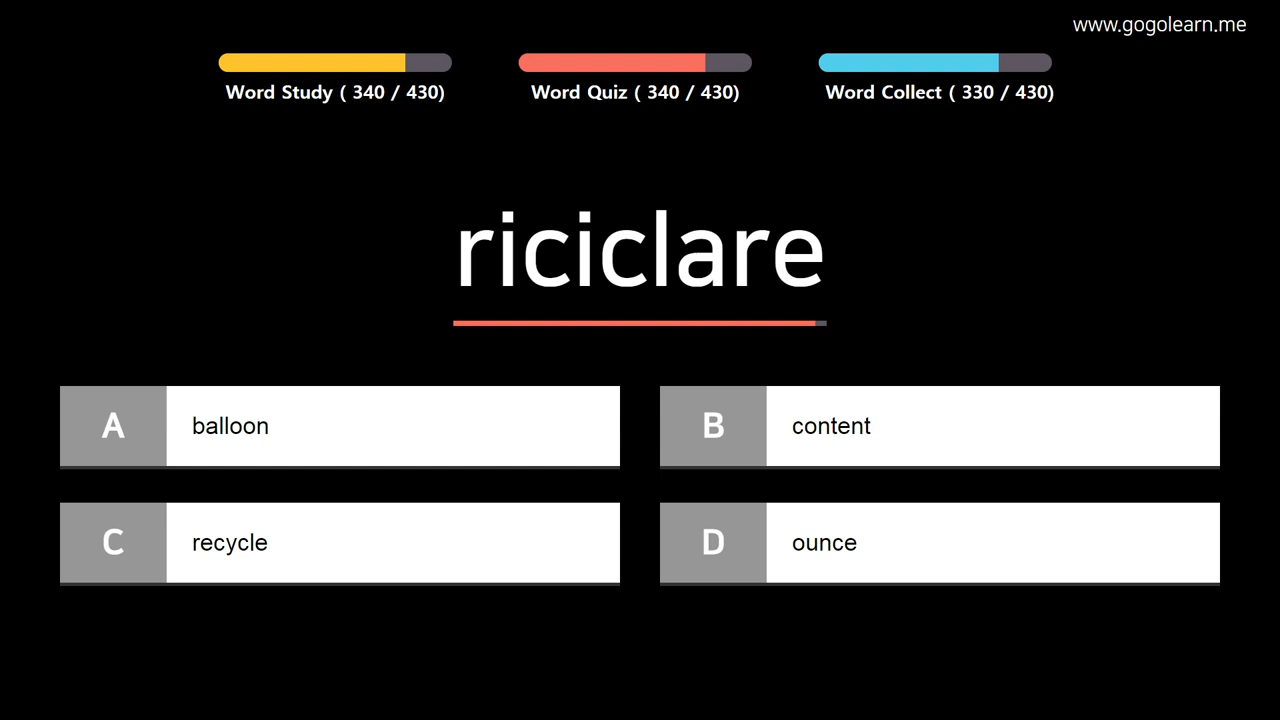 www.gogolearn.me
Word Study ( 340 / 430)
Word Quiz ( 340 / 430)
Word Collect ( 330 / 430)
riciclare
A balloon
B content
C recycle
D ounce